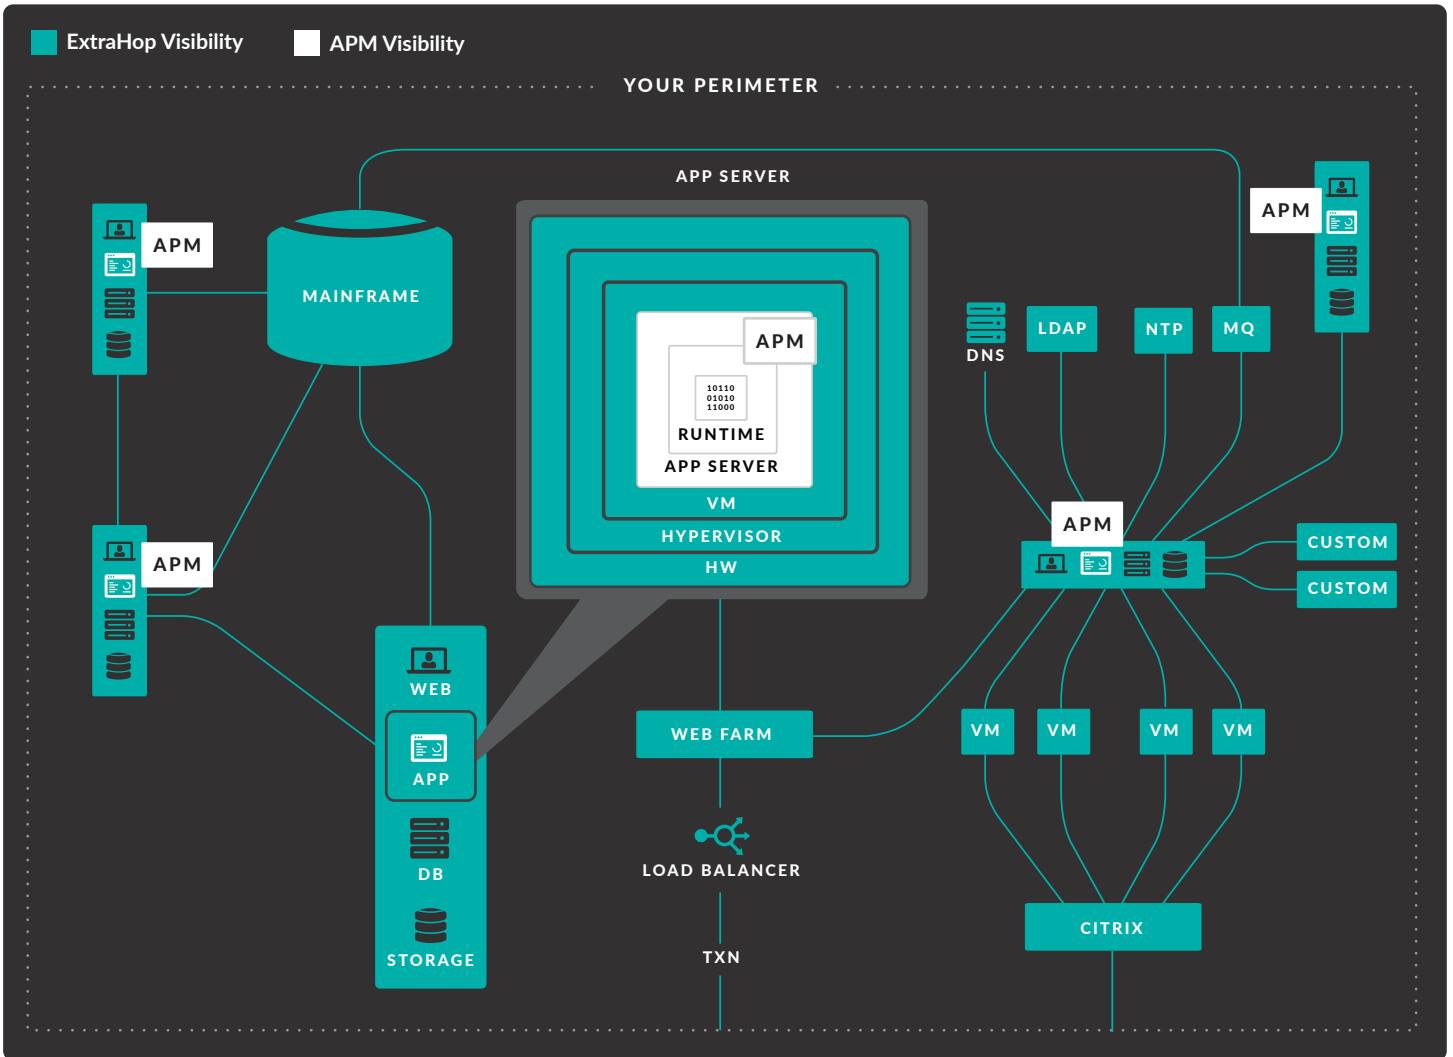 ExtraHop Visibility
APM Visibility
YOUR PERIMETER
APP SERVER
APM
APM
MAINFRAME
APM
10110
01010
11000
RUNTIME
APP SERVER
VM
HYPERVISOR
HW
DNS
LDAP
NTP
MQ
APM
APM
CUSTOM
CUSTOM
WEB
APP
DB
STORAGE
WEB FARM
LOAD BALANCER
TXN
VM
VM
VM
VM
CITRIX
APM